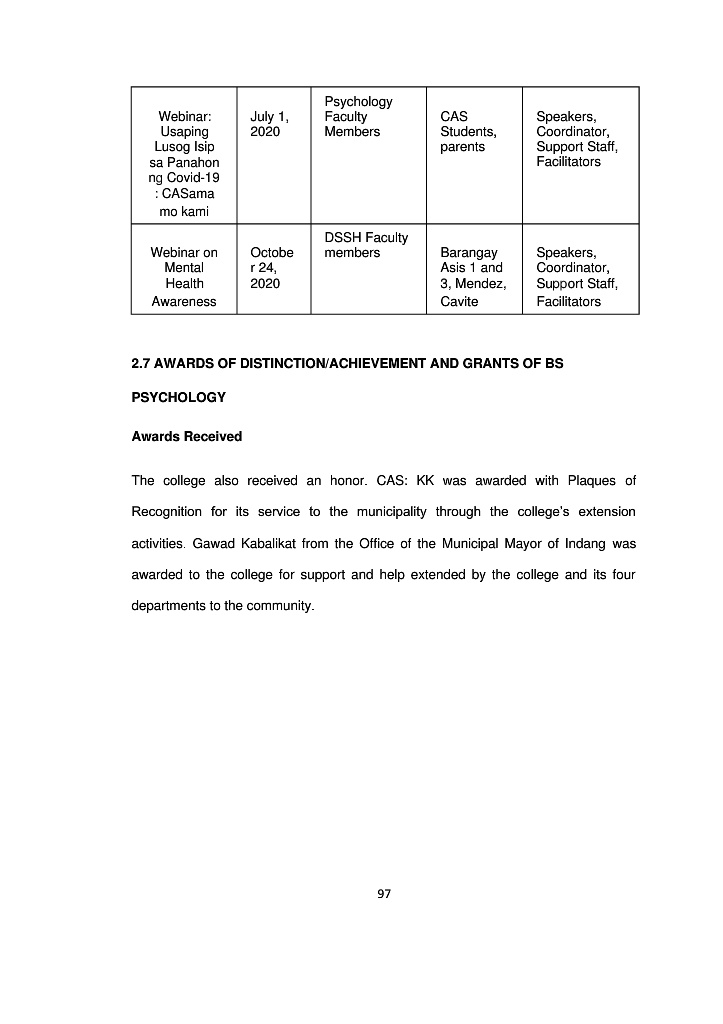 Webinar:
Usaping
Lusog Isip
sa Panahon
ng Covid-19
: CASama
mo kami
July 1,
2020
Psychology
Faculty
Members
CAS
Students,
parents
Speakers,
Coordinator,
Support Staff,
Facilitators
Webinar on
Mental
Health
Awareness
Octobe
r 24,
2020
DSSH Faculty
members
Barangay
Asis 1 and
3, Mendez,
Cavite
Speakers,
Coordinator,
Support Staff,
Facilitators
2.7 AWARDS OF DISTINCTION/ACHIEVEMENT AND GRANTS OF BS
PSYCHOLOGY
Awards Received
The college also received an honor. CAS: KK was awarded with Plaques of
Recognition for its service to the municipality through the college's extension
activities. Gawad Kabalikat from the Office of the Municipal Mayor of Indang was
awarded to the college for support and help extended by the college and its four
departments to the community.
97